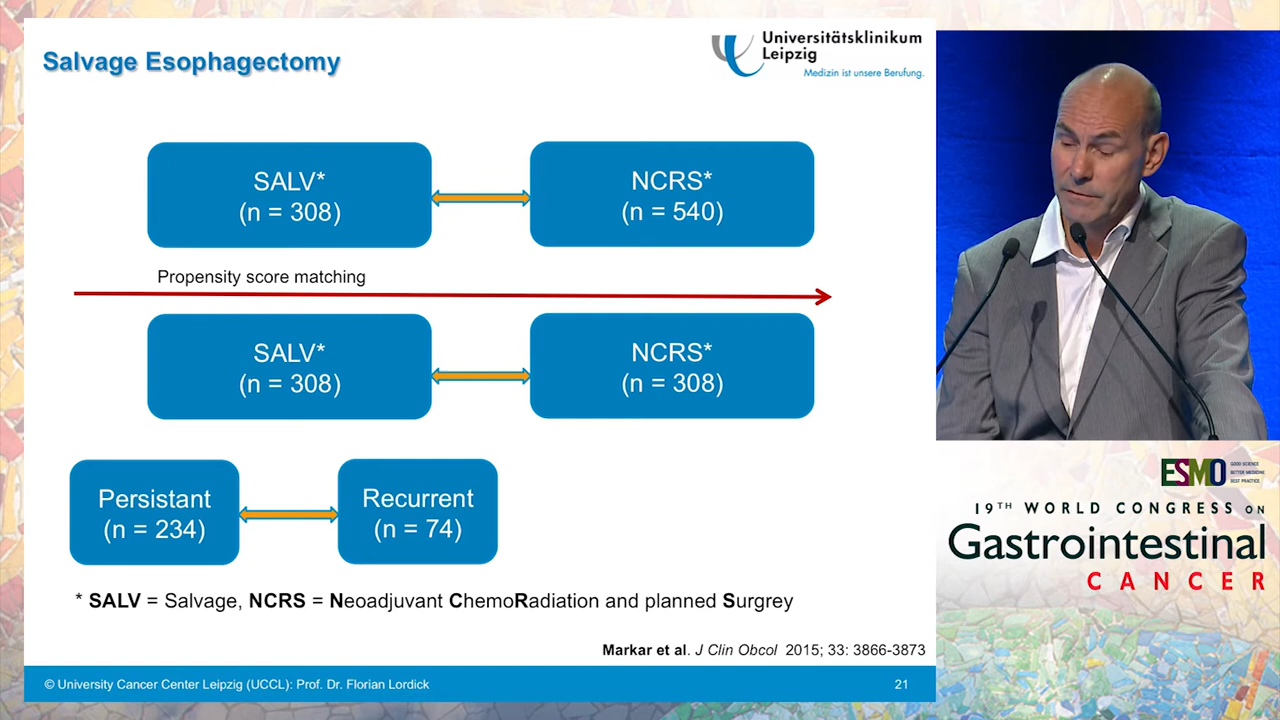 Salvage Esophagectomy
Universitätsklinikum
Leipzig
Medizin ist unsere Berufung.
SALV*
(n = 308)
NCRS*
(n = 540)
Propensity score matching
SALV*
(n = 308)
NCRS*
(n = 308)
Persistant
(n = 234)
Recurrent
(n = 74)
* SALV = Salvage, NCRS = Neoadjuvant ChemoRadiation and planned Surgrey
Markar et al. J Clin Obcol 2015; 33: 3866-3873
© University Cancer Center Leipzig (UCCL): Prof. Dr. Florian Lordick
21
ESMO
GOOD SCIENCE
BETTER MEDICINE
BEST PRACTICE
19TH WORLD CONGRESS ON
Gastrointestinal
CANCER